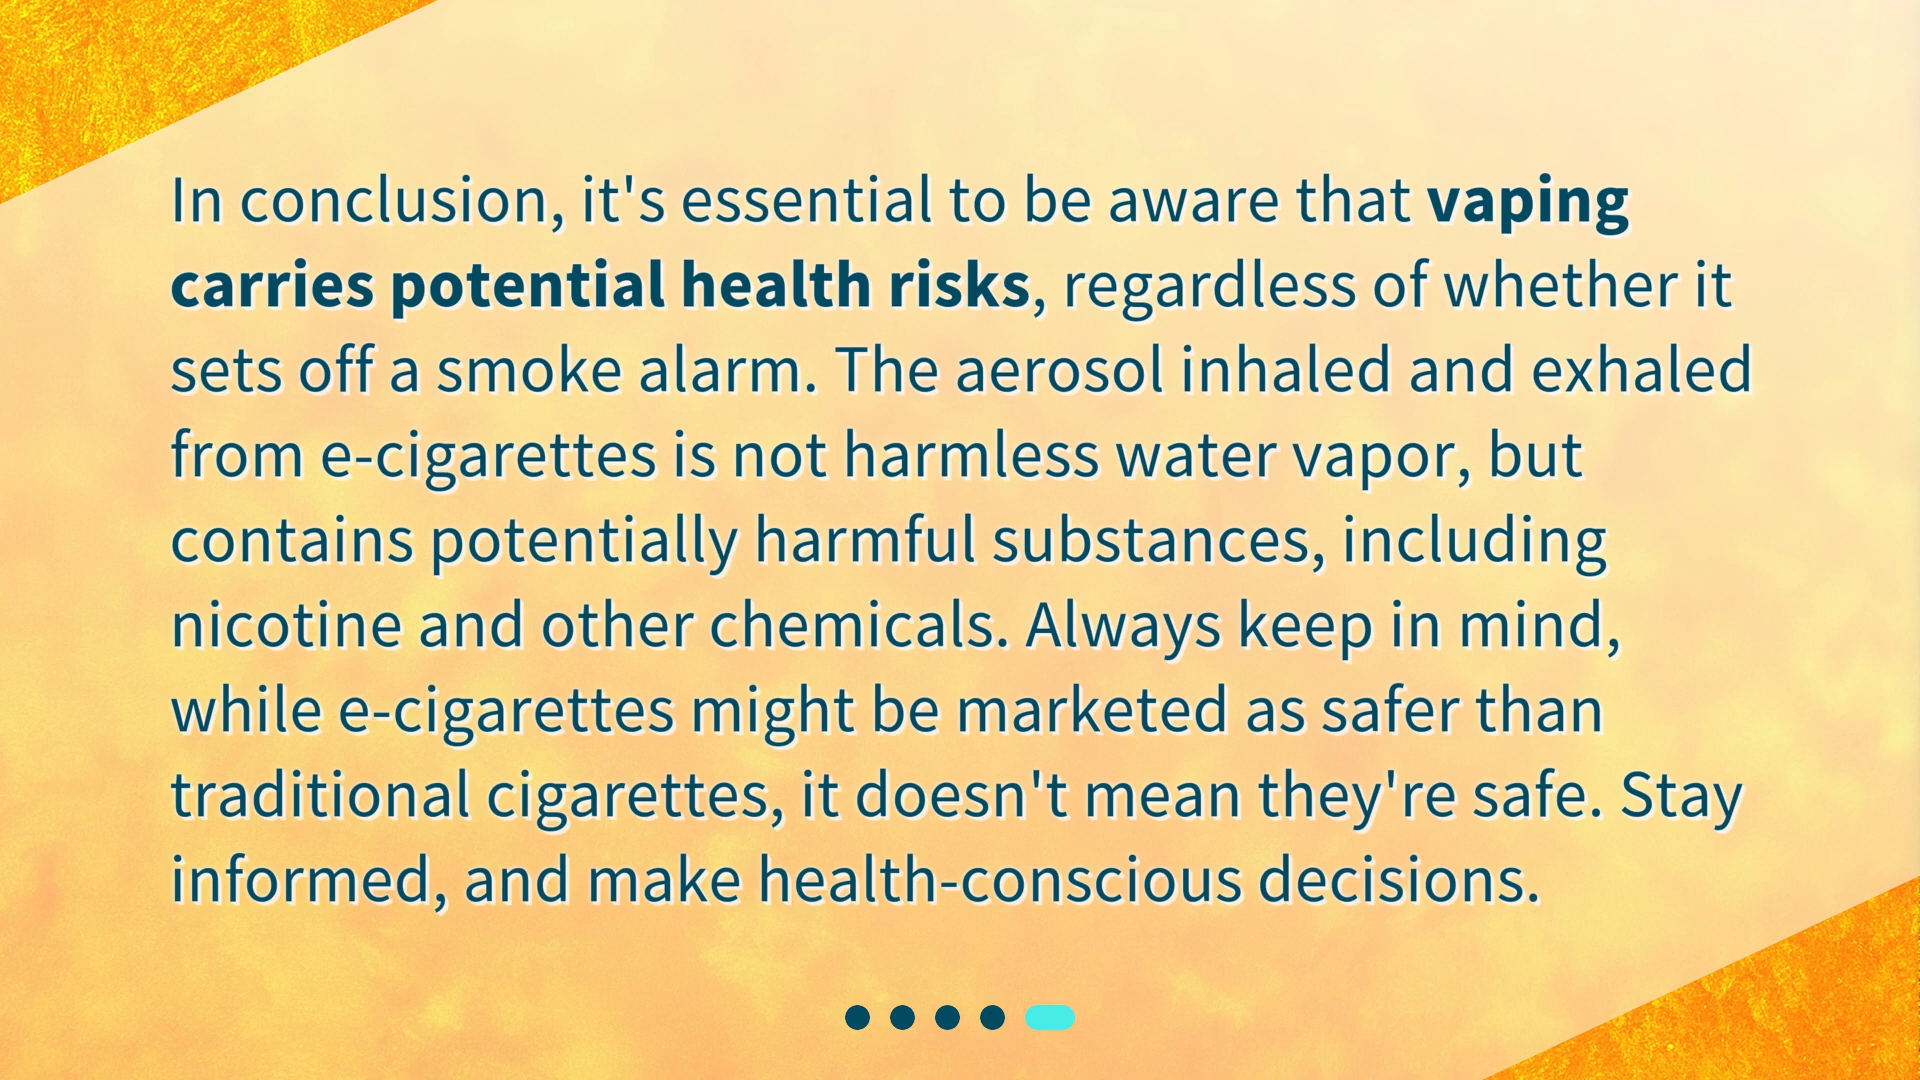 In conclusion, it's essential to be aware that vaping
carries potential health risks, regardless of whether it
sets off a smoke alarm. The aerosol inhaled and exhaled
from e-cigarettes is not harmless water vapor, but
contains potentially harmful substances, including
nicotine and other chemicals. Always keep in mind,
while e-cigarettes might be marketed as safer than
traditional cigarettes, it doesn't mean they're safe. Stay
informed, and make health-conscious decisions.